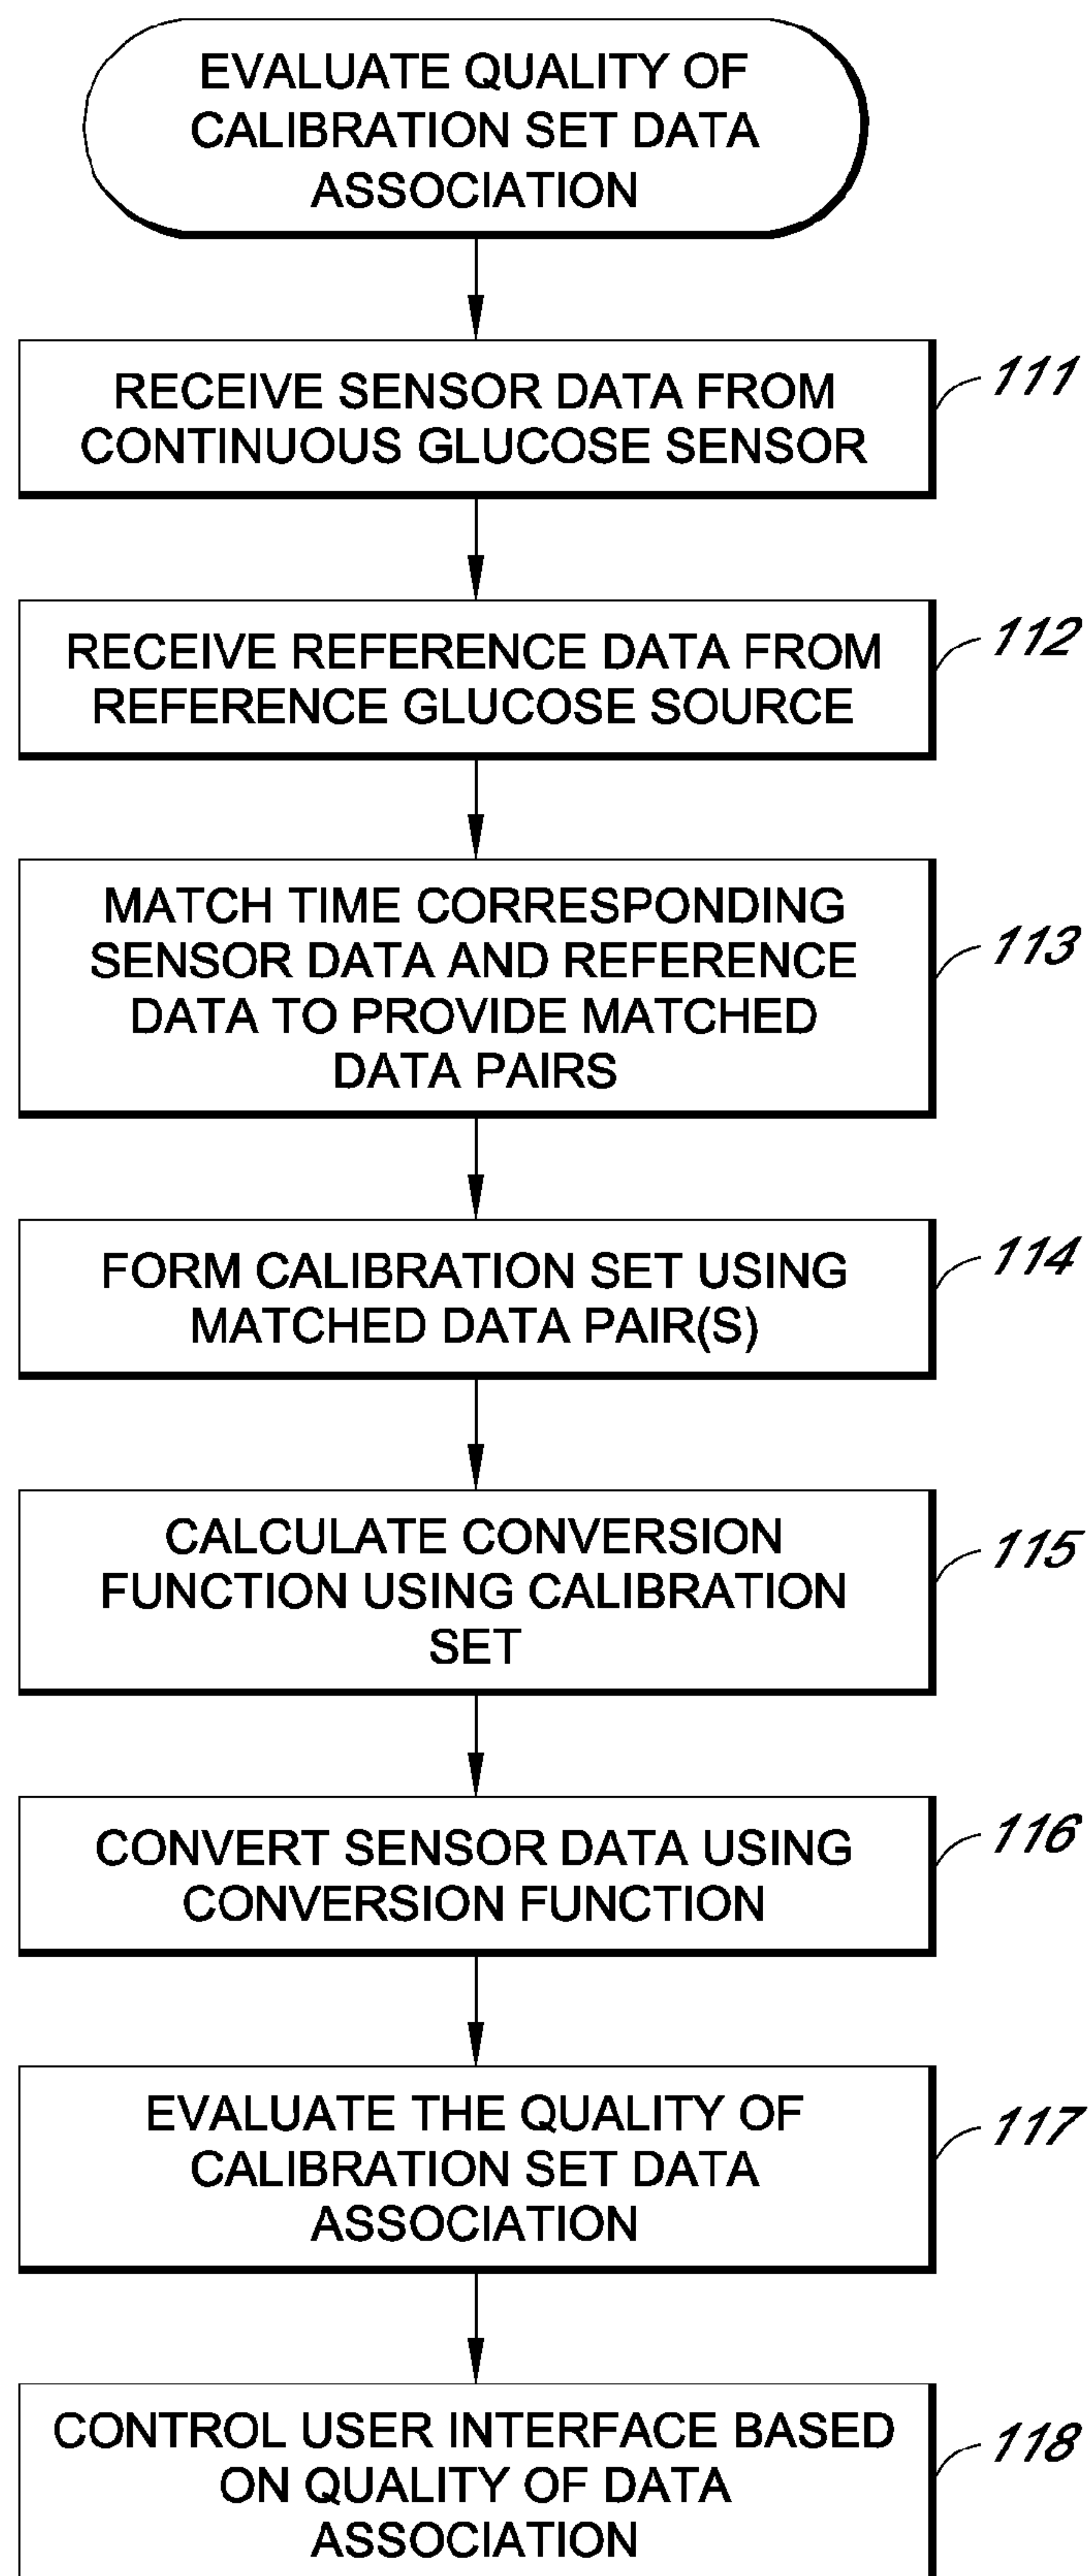 EVALUATE QUALITY OF
CALIBRATION SET DATA
ASSOCIATION
RECEIVE SENSOR DATA FROM
CONTINUOUS GLUCOSE SENSOR
111
RECEIVE REFERENCE DATA FROM
REFERENCE GLUCOSE SOURCE
112
MATCH TIME CORRESPONDING
SENSOR DATA AND REFERENCE
DATA TO PROVIDE MATCHED
DATA PAIRS
113
FORM CALIBRATION SET USING
MATCHED DATA PAIR(S)
114
CALCULATE CONVERSION
FUNCTION USING CALIBRATION
SET
115
CONVERT SENSOR DATA USING
CONVERSION FUNCTION
116
EVALUATE THE QUALITY OF
CALIBRATION SET DATA
ASSOCIATION
117
CONTROL USER INTERFACE BASED
ON QUALITY OF DATA
ASSOCIATION
118